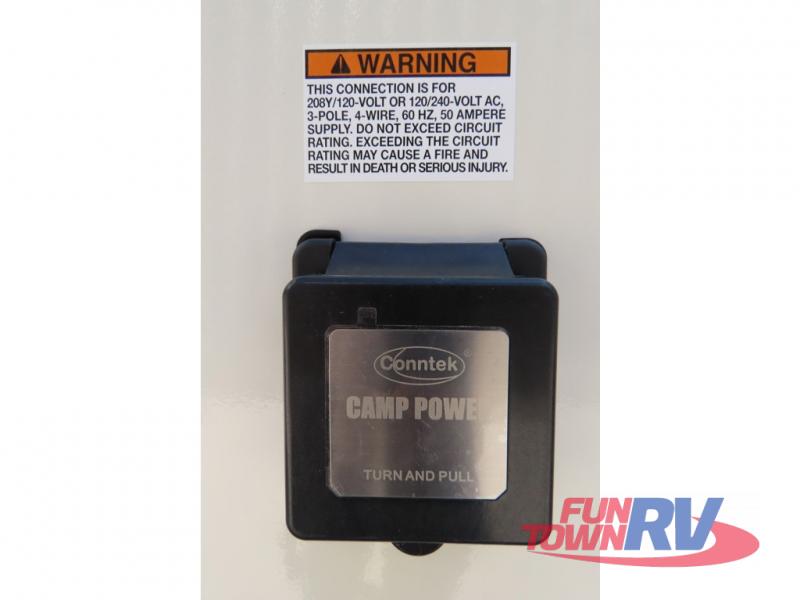 WARNING
THIS CONNECTION IS FOR
208Y/120-VOLT OR 120/240-VOLT AC,
3-POLE, 4-WIRE, 60 HZ, 50 AMPERE
SUPPLY. DO NOT EXCEED CIRCUIT
RATING. EXCEEDING THE CIRCUIT
RATING MAY CAUSE A FIRE AND
RESULT IN DEATH OR SERIOUS INJURY.
Conntek®
CAMP POWER
TURN AND PULL
FUN
TOWN RV